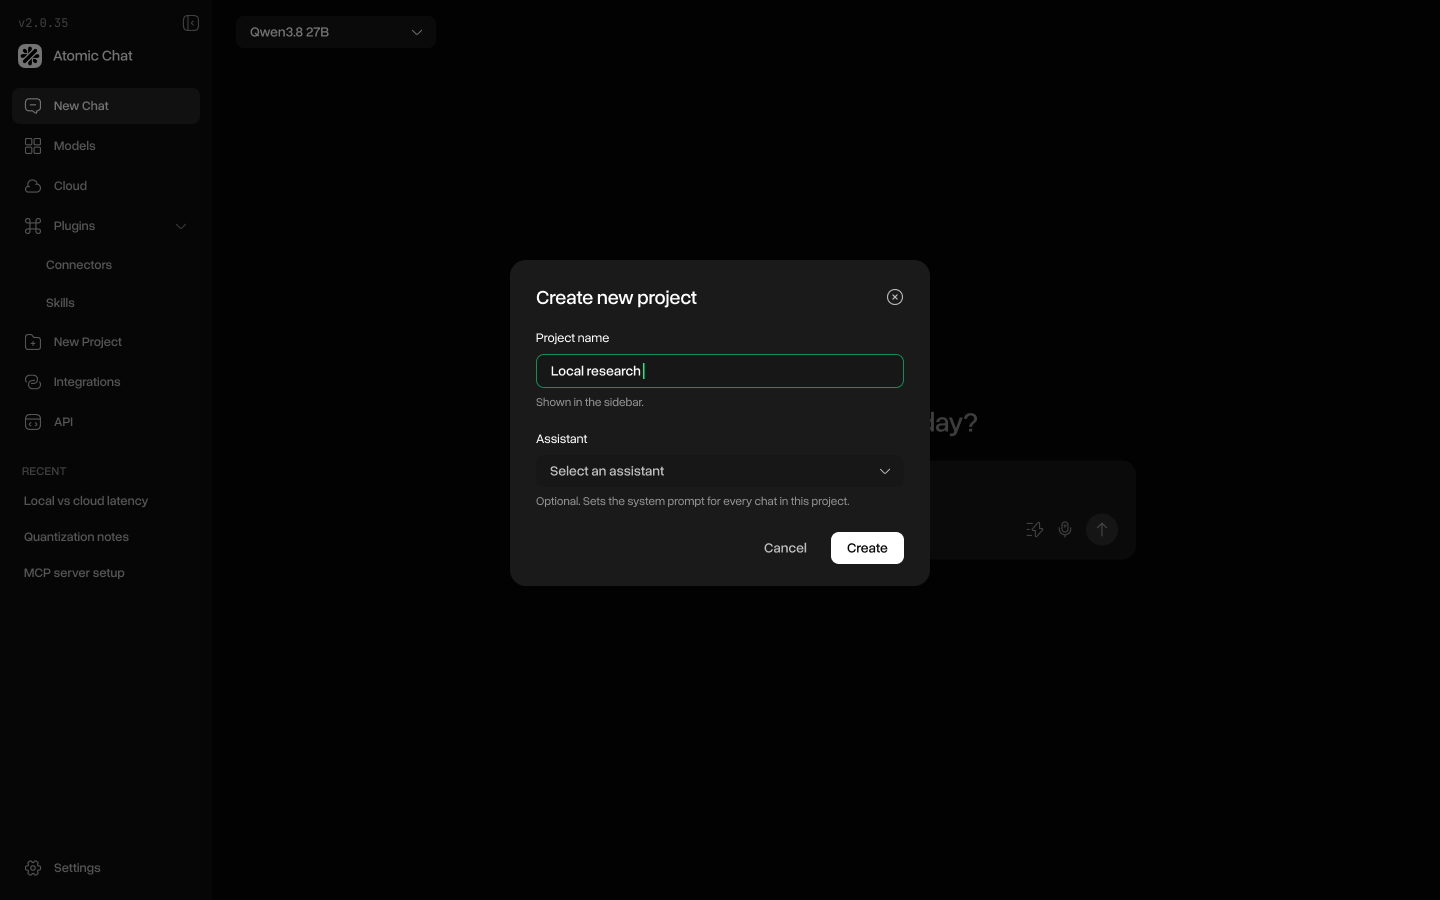 v2.0.35
Atomic Chat
New Chat
Models
Cloud
Plugins
Connectors
Skills
New Project
Integrations
API
RECENT
Local vs cloud latency
Quantization notes
MCP server setup
Settings
Qwen3.8 27B
day?
Create new project
Project name
Local research
Shown in the sidebar.
Assistant
Select an assistant
Optional. Sets the system prompt for every chat in this project.
Cancel
Create